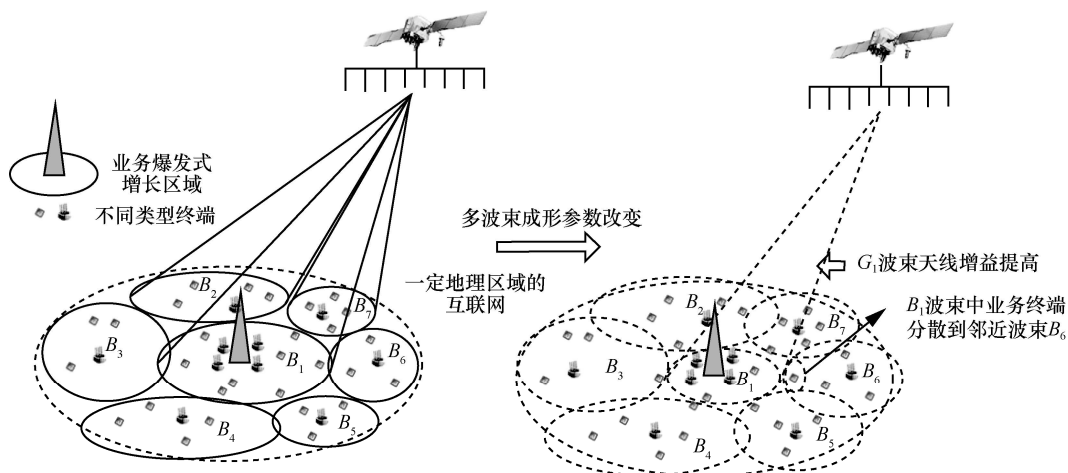 业务爆发式
增长区域
不同类型终端
多波束成形参数改变
一定地理区域的
互联网
G₁波束天线增益提高
B₁波束中业务终端
分散到邻近波束B₆
B₂
B₇
B₃
B₁
B₆
B₄
B₅
B₂
B₇
B₃
B₁
B₆
B₄
B₅